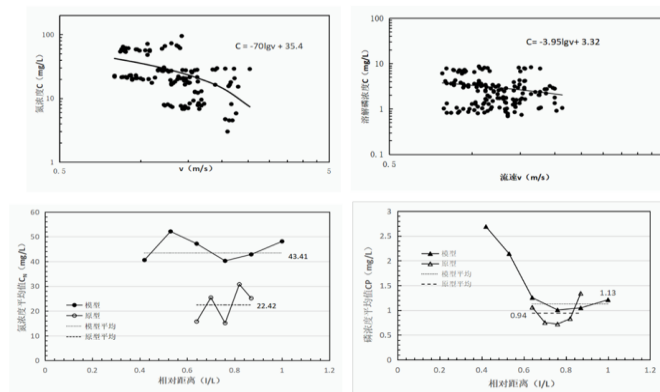 氮浓度C（mg/L）
100
10
1
0.5
5
v（m/s）
C = -70lgv + 35.4
溶解磷浓度C（mg/L）
100
10
1
0.1
0.5
5
流速v（m/s）
C= -3.95lgv+ 3.32
氮浓度平均值C_N(mg/L)
60
50
40
30
20
10
0
0
0.2
0.4
0.6
0.8
1
1.2
相对距离（l/L）
43.41
22.42
模型
原型
模型平均
原型平均
磷浓度平均值CP（mg/L）
3
2.5
2
1.5
1
0.5
0
0
0.2
0.4
0.6
0.8
1
1.2
相对距离（l/L）
模型
原型
模型平均
原型平均
1.13
0.94